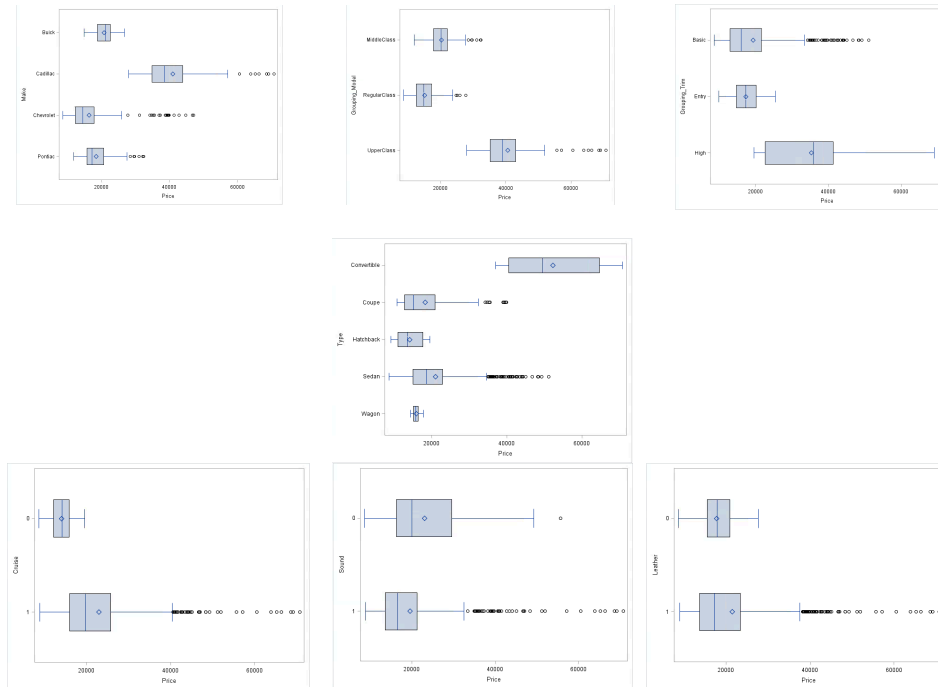 Make
Buick
Cadillac
Chevrolet
Pontiac
20000 40000 60000
Price
Grouping_Model
MiddleClass
RegularClass
UpperClass
20000 40000 60000
Price
Grouping_Trim
Basic
Entry
High
20000 40000 60000
Price
Type
Convertible
Coupe
Hatchback
Sedan
Wagon
20000 40000 60000
Price
Cruise
0
1
20000 40000 60000
Price
Sound
0
1
20000 40000 60000
Price
Leather
0
1
20000 40000 60000
Price